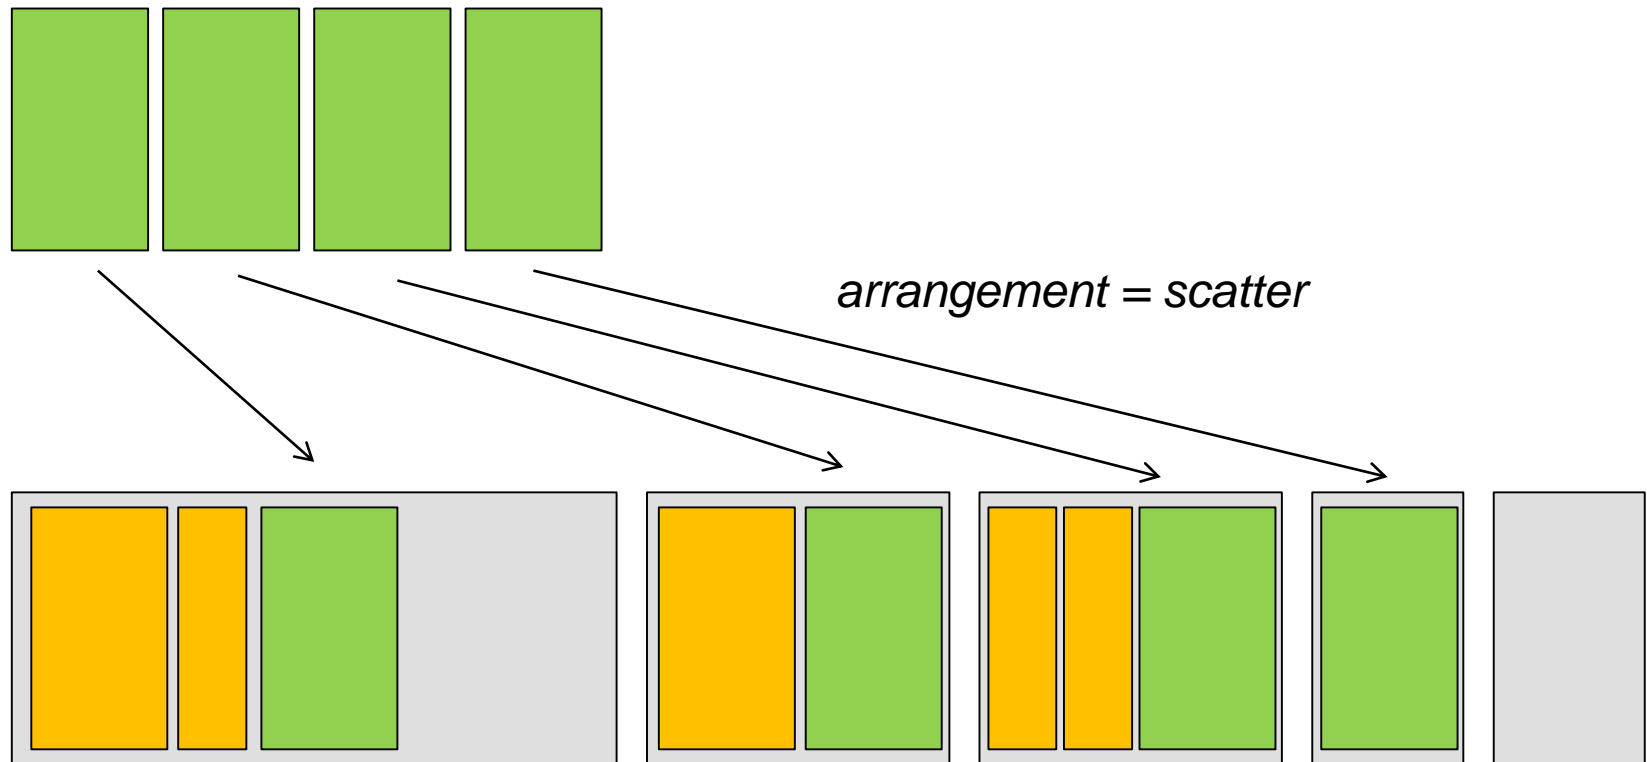 arrangement = scatter